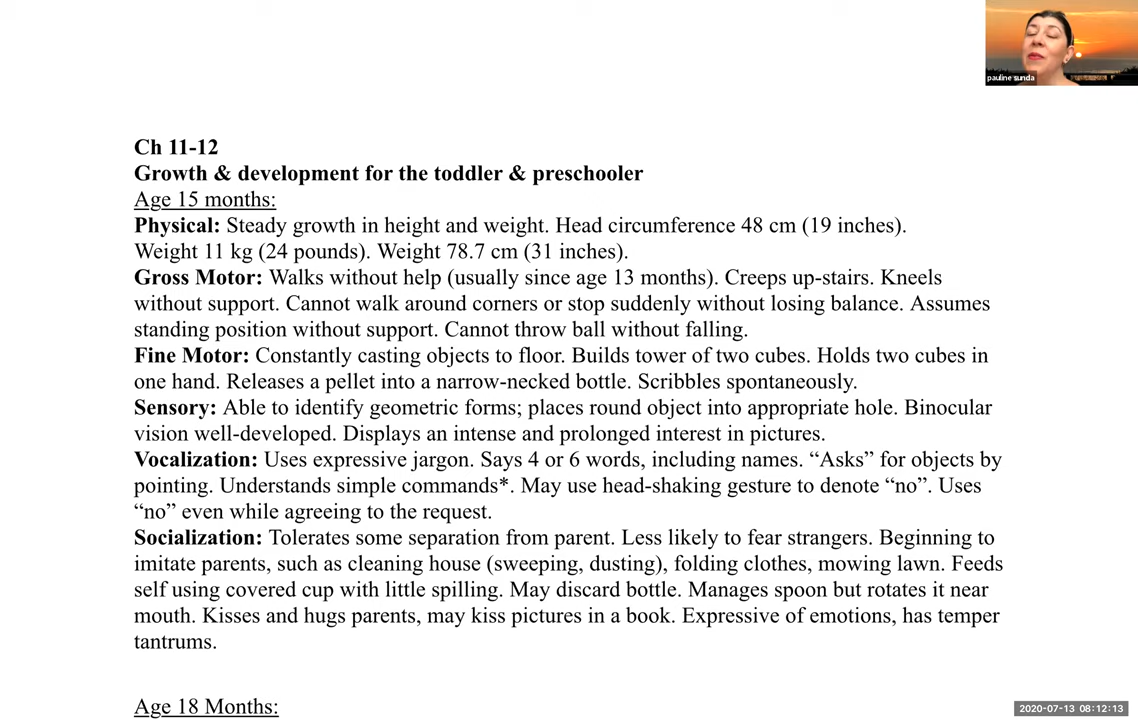 pauline sunda
Ch 11-12
Growth & development for the toddler & preschooler
Age 15 months:
Physical: Steady growth in height and weight. Head circumference 48 cm (19 inches).
Weight 11 kg (24 pounds). Weight 78.7 cm (31 inches).
Gross Motor: Walks without help (usually since age 13 months). Creeps up-stairs. Kneels
without support. Cannot walk around corners or stop suddenly without losing balance. Assumes
standing position without support. Cannot throw ball without falling.
Fine Motor: Constantly casting objects to floor. Builds tower of two cubes. Holds two cubes in
one hand. Releases a pellet into a narrow-necked bottle. Scribbles spontaneously.
Sensory: Able to identify geometric forms; places round object into appropriate hole. Binocular
vision well-developed. Displays an intense and prolonged interest in pictures.
Vocalization: Uses expressive jargon. Says 4 or 6 words, including names. “Asks” for objects by
pointing. Understands simple commands*. May use head-shaking gesture to denote “no”. Uses
“no” even while agreeing to the request.
Socialization: Tolerates some separation from parent. Less likely to fear strangers. Beginning to
imitate parents, such as cleaning house (sweeping, dusting), folding clothes, mowing lawn. Feeds
self using covered cup with little spilling. May discard bottle. Manages spoon but rotates it near
mouth. Kisses and hugs parents, may kiss pictures in a book. Expressive of emotions, has temper
tantrums.
Age 18 Months:
2020-07-13 08:12:13